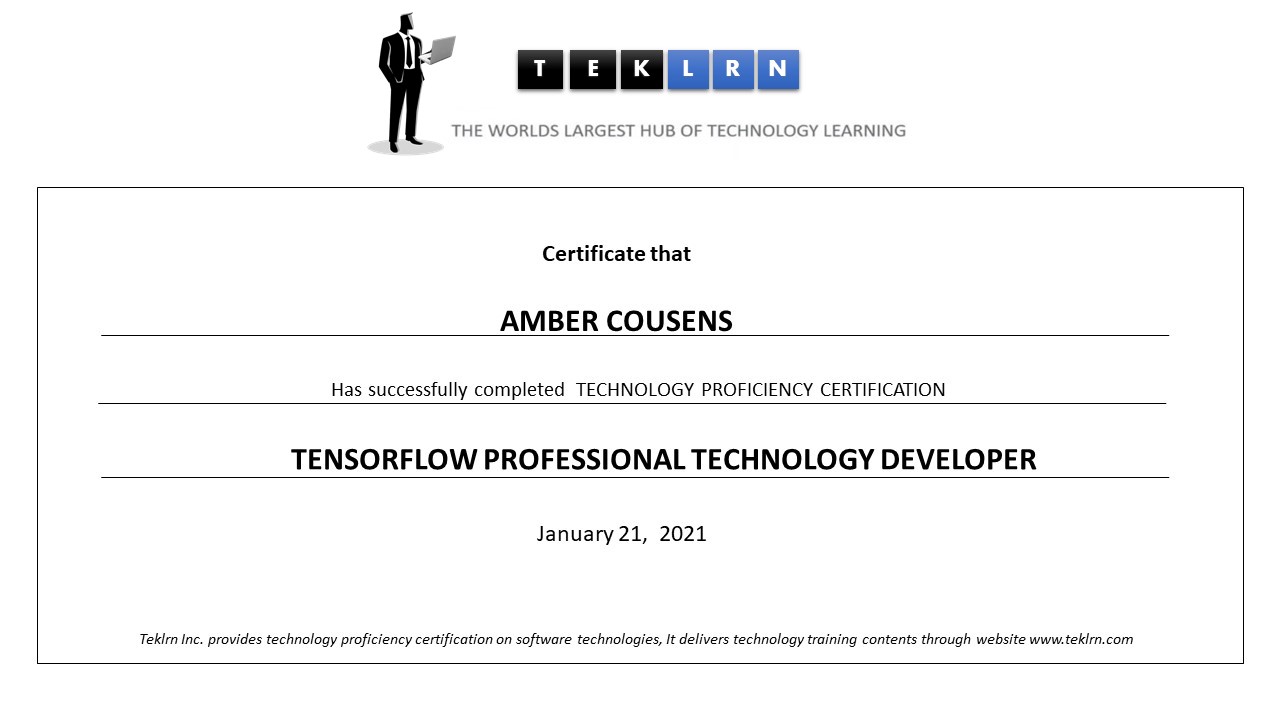 TEKLRN
THE WORLDS LARGEST HUB OF TECHNOLOGY LEARNING
Certificate that
AMBER COUSENS
Has successfully completed TECHNOLOGY PROFICIENCY CERTIFICATION
TENSORFLOW PROFESSIONAL TECHNOLOGY DEVELOPER
January 21, 2021
Teklrn Inc. provides technology proficiency certification on software technologies, It delivers technology training contents through website www.teklrn.com